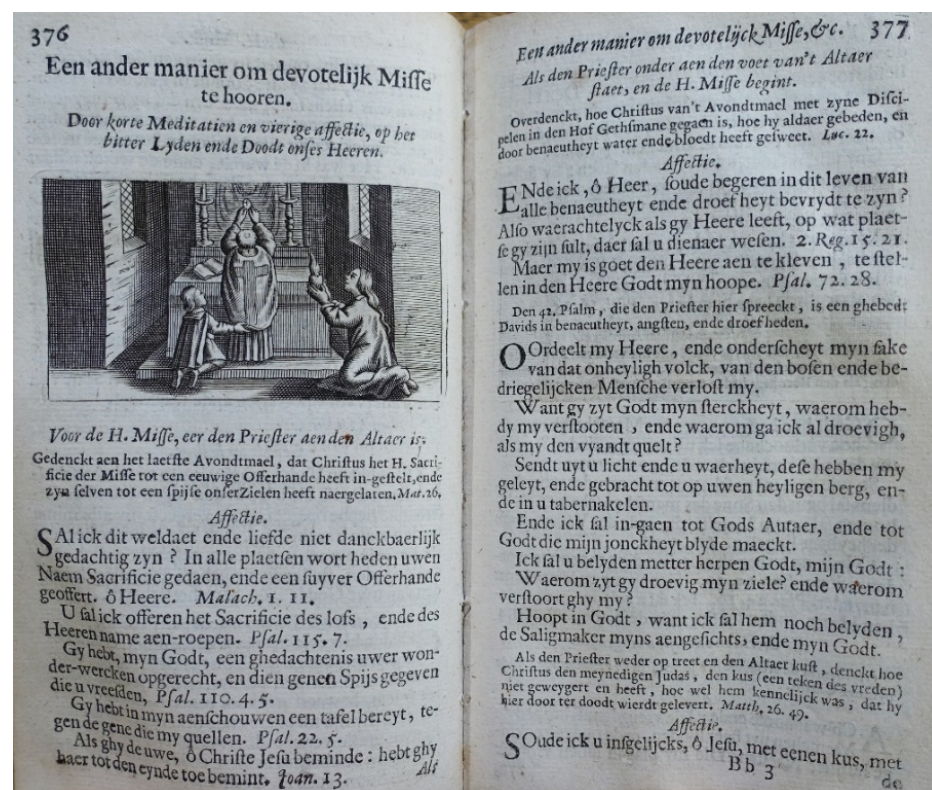 376
Een ander manier om devotelijk Miſſe
te hooren.
Door korte Meditatien en vierige affectie, op het
bitter Lyden ende Doodt onſes Heeren.
Voor de H. Miſſe, eer den Prieſter aen den Altaer is.
Gedenckt aen het laetſte Avondtmael, dat Chriſtus het H. Sacri-
ficie der Miſſe tot een eeuwige Offerhande heeft in-geſtelt, ende
zyn ſelven tot een ſpijſe onſer Zielen heeft naergelaten. Mat. 26.
Affectie.
SAl ick dit weldaet ende liefde niet danckbaerlijk
gedachtig zyn ? In alle plaetſen wort heden uwen
Naem Sacrificie gedaen, ende een ſuyver Offerhande
geoffert. ô Heere. Malach. 1. 11.
U ſal ick offeren het Sacrificie des lofs, ende des
Heeren name aen-roepen. Pſal. 115. 7.
Gy hebt, myn Godt, een ghedachtenis uwer won-
der-wercken opgerecht, en dien genen Spijs gegeven
die u vreeſden, Pſal. 110. 4. 5.
Gy hebt in myn aenſchouwen een tafel bereyt, te-
gen de gene die my quellen. Pſal. 22. 5.
Als ghy de uwe, ô Chriſte Jeſu beminde : hebt ghy
haer tot den eynde toe bemint. Joan. 13.
Als
Een ander manier om devotelijck Miſſe, &c. 377
Als den Prieſter onder aen den voet van't Altaer
ſtaet, en de H. Miſſe begint.
Overdenckt, hoe Chriſtus van't Avondtmael met zyne Diſci-
pelen in den Hof Gethſmane gegaen is, hoe hy aldaer gebeden, en
door benaeutheyt water ende bloedt heeft geſweet. Luc. 22.
Affectie.
ENde ick, ô Heer, ſoude begeren in dit leven van
alle benaeutheyt ende droefheyt bevrydt te zyn ?
Alſo waerachtelyck als gy Heere leeft, op wat plaet-
ſe gy zijn ſult, daer ſal u dienaer weſen. 2. Reg. 15. 21.
Maer my is goet den Heere aen te kleven, te ſtel-
len in den Heere Godt myn hoope. Pſal. 72. 28.
Den 42. Pſalm, die den Prieſter hier ſpreeckt, is een ghebedt
Davids in benaeutheyt, angſten, ende droefheden.
OOrdeelt my Heere, ende onderſcheyt myn ſake
van dat onheyligh volck, van den boſen ende be-
driegelijcken Menſche verloſt my.
Want gy zyt Godt myn ſterckheyt, waerom heb-
dy my verſtooten, ende waerom ga ick al droevigh,
als my den vyandt quelt ?
Sendt uyt u licht ende u waerheyt, deſe hebben my
geleyt, ende gebracht tot op uwen heyligen berg, en-
de in u tabernakelen.
Ende ick ſal in-gaen tot Gods Autaer, ende tot
Godt die mijn jonckheyt blyde maeckt.
Ick ſal u belyden metter herpen Godt, mijn Godt :
Waerom zyt gy droevig myn ziele? ende waerom
verſtoort ghy my ?
Hoopt in Godt, want ick ſal hem noch belyden,
de Saligmaker myns aengeſichts, ende myn Godt.
Als den Prieſter weder op treet en den Altaer kuſt, denckt hoe
Chriſtus den meynedigen Judas, den kus (een teken des vreden)
niet geweygert en heeft, hoe wel hem kennelijck was, dat hy
hier door ter doodt wierdt gelevert. Matth. 26. 49.
Affectie.
SOude ick u inſgelijcks, ô Jeſu, met eenen kus, met
Bb 3
de